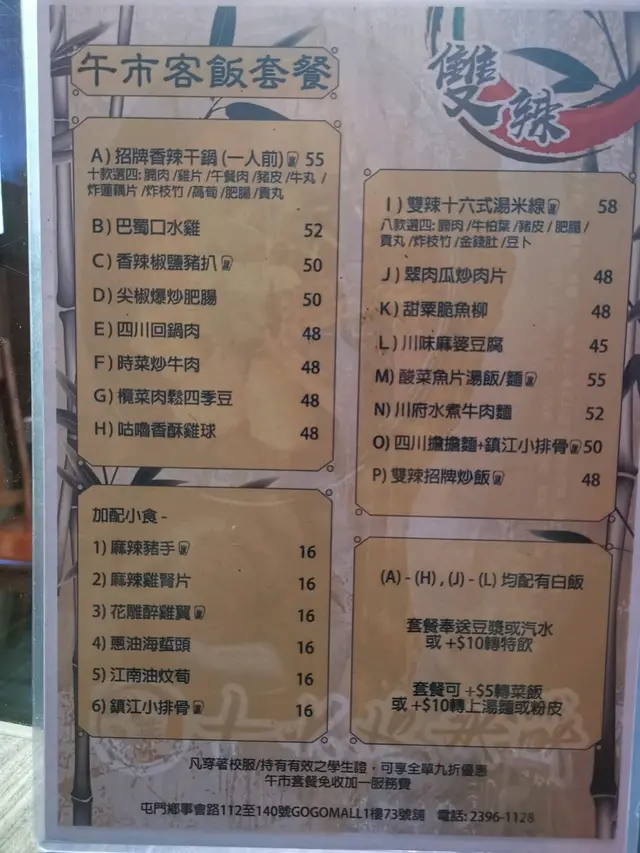 午市客飯套餐
雙辣
A) 招牌香辣干鍋 (一人前) 55
十款選四: 腩肉 /雞片 /午餐肉 /豬皮 /牛丸 /
炸蓮藕片 /炸枝竹 /萵筍 /肥腸 /貢丸
B) 巴蜀口水雞 52
C) 香辣椒鹽豬扒 50
D) 尖椒爆炒肥腸 50
E) 四川回鍋肉 48
F) 時菜炒牛肉 48
G) 欖菜肉鬆四季豆 48
H) 咕嚕香酥雞球 48
I) 雙辣十六式湯米線 58
八款選四: 腩肉 /牛柏葉 /豬皮 /肥腸 /
貢丸 /炸枝竹 /金錢肚 /豆卜
J) 翠肉瓜炒肉片 48
K) 甜粟脆魚柳 48
L) 川味麻婆豆腐 45
M) 酸菜魚片湯飯/麵 55
N) 川府水煮牛肉麵 52
O) 四川擔擔麵+鎮江小排骨 50
P) 雙辣招牌炒飯 48
加配小食 -
1) 麻辣豬手 16
2) 麻辣雞腎片 16
3) 花雕醉雞翼 16
4) 蔥油海蜇頭 16
5) 江南油炆筍 16
6) 鎮江小排骨 16
(A) - (H) , (J) - (L) 均配有白飯
套餐奉送豆漿或汽水
或 +$10轉特飲
套餐可 +$5轉菜飯
或 +$10轉上湯麵或粉皮
凡穿著校服/持有有效之學生證，可享全單九折優惠
午市套餐免收加一服務費
屯門鄉事會路112至140號GOGOMALL1樓73號舖 電話: 2396-1128